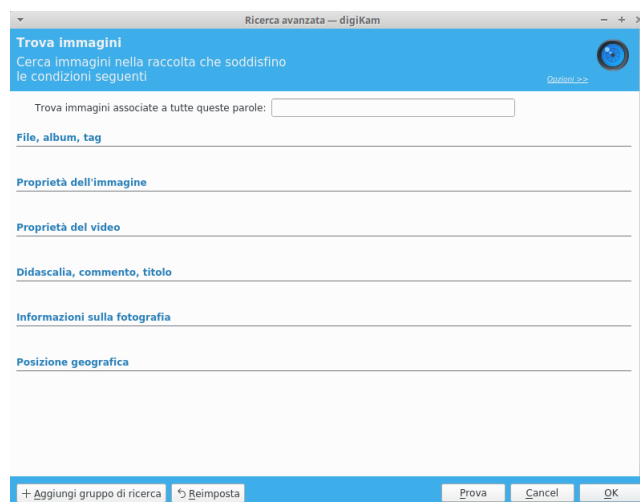 Ricerca avanzata — digiKam
Trova immagini
Cerca immagini nella raccolta che soddisfino
le condizioni seguenti
Opzioni >>
Trova immagini associate a tutte queste parole:
File, album, tag
Proprietà dell'immagine
Proprietà del video
Didascalia, commento, titolo
Informazioni sulla fotografia
Posizione geografica
Aggiungi gruppo di ricerca Reimposta Prova Cancel OK